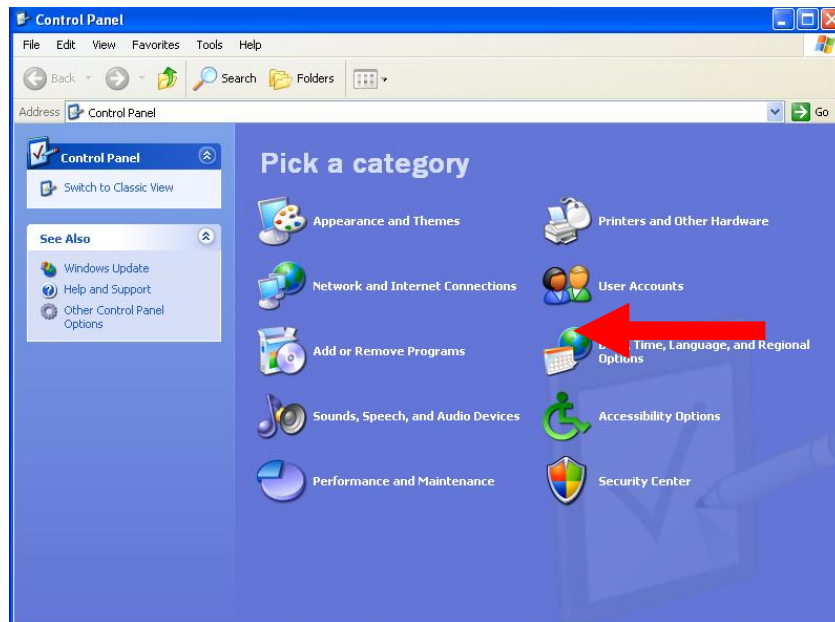 Control Panel
File Edit View Favorites Tools Help
Back Search Folders
Address Control Panel Go
Control Panel
Switch to Classic View
See Also
Windows Update
Help and Support
Other Control Panel
Options
Pick a category
Appearance and Themes
Printers and Other Hardware
Network and Internet Connections
User Accounts
Add or Remove Programs
Time, Language, and Regional
Options
Sounds, Speech, and Audio Devices
Accessibility Options
Performance and Maintenance
Security Center